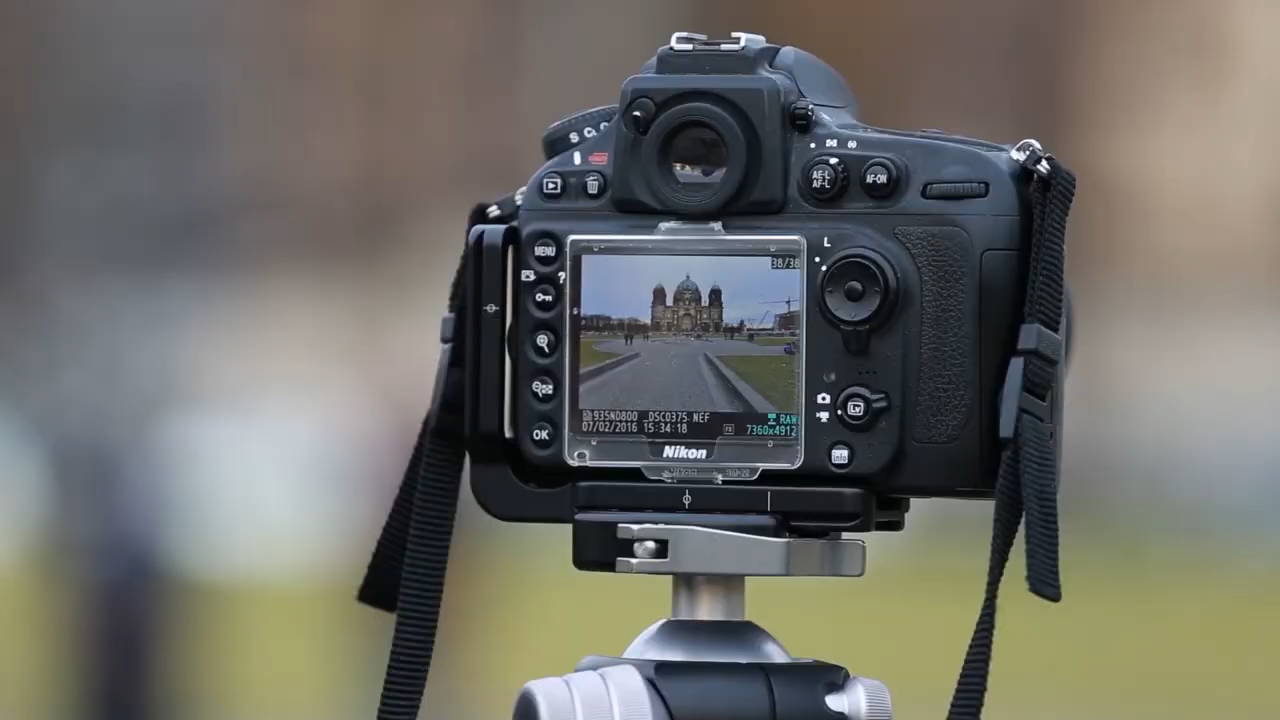 S Q
AE-L
AF-L
AF-ON
MENU
?
L
38/38
935ND800 _DSC0375.NEF
RAW
07/02/2016 15:34:18
FX
7360x4912
Lv
OK
Nikon
info